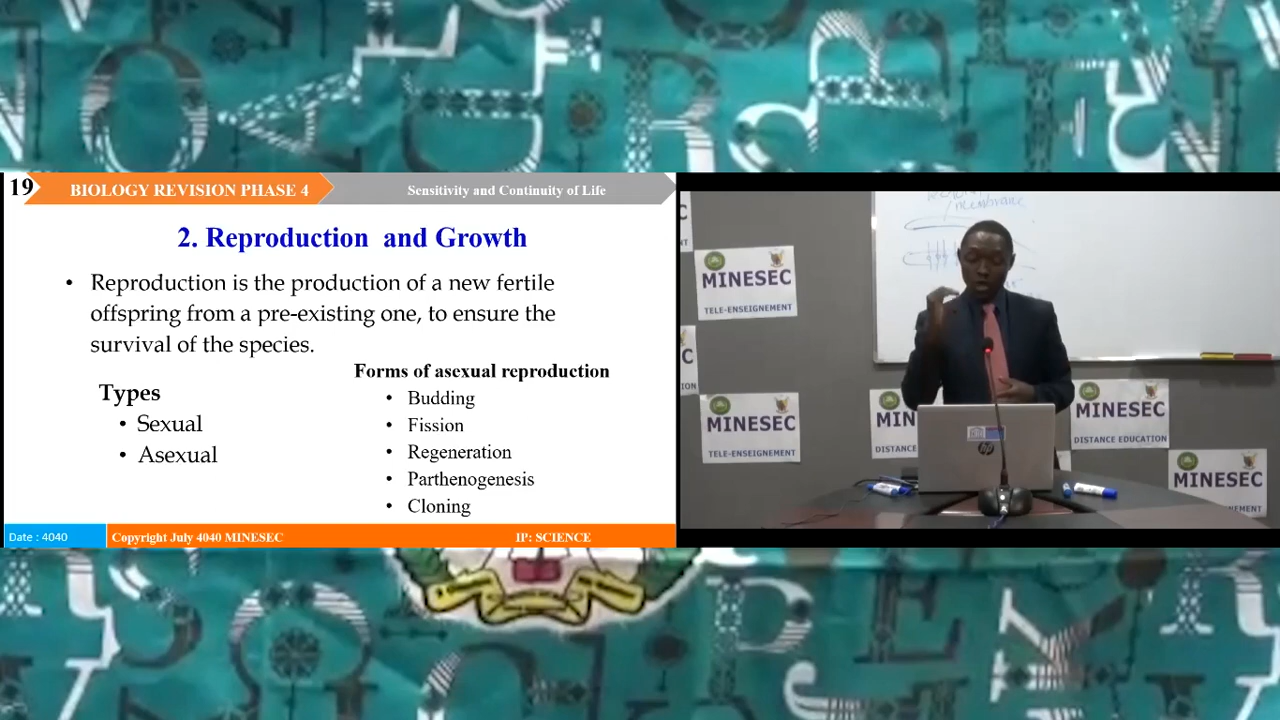 19
BIOLOGY REVISION PHASE 4
Sensitivity and Continuity of Life
2. Reproduction and Growth
• Reproduction is the production of a new fertile
offspring from a pre-existing one, to ensure the
survival of the species.
Types
• Sexual
• Asexual
Forms of asexual reproduction
• Budding
• Fission
• Regeneration
• Parthenogenesis
• Cloning
Date : 4040
Copyright July 4040 MINESEC
IP: SCIENCE
membrane
MINESEC
TELE-ENSEIGNEMENT
MINESEC
TELE-ENSEIGNEMENT
MIN
DISTANCE
MINESEC
DISTANCE EDUCATION
MINESEC
hp